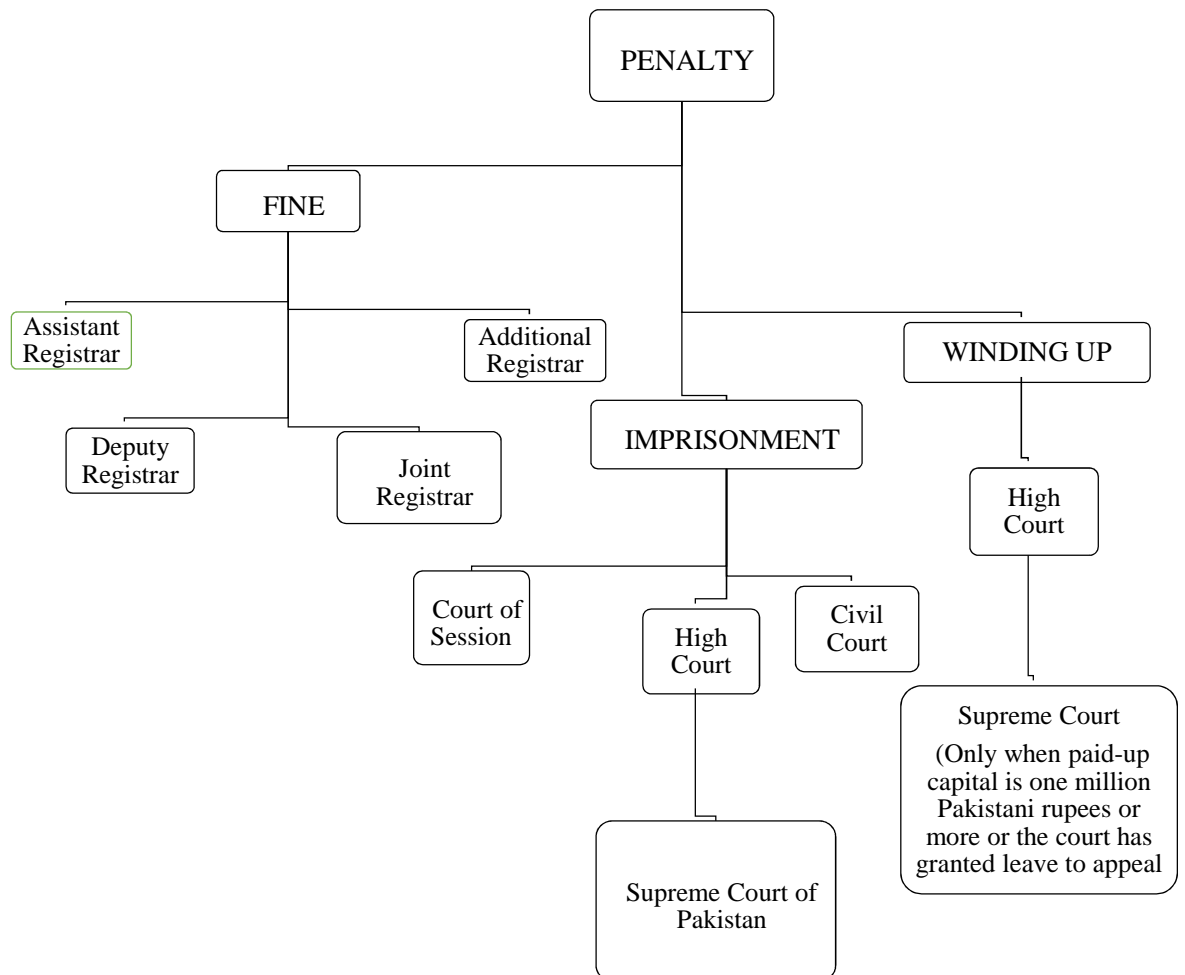 PENALTY
FINE
Assistant
Registrar
Additional
Registrar
WINDING UP
Deputy
Registrar
Joint
Registrar
IMPRISONMENT
High
Court
Court of
Session
High
Court
Civil
Court
Supreme Court
(Only when paid-up
capital is one million
Pakistani rupees or
more or the court has
granted leave to appeal
Supreme Court of
Pakistan